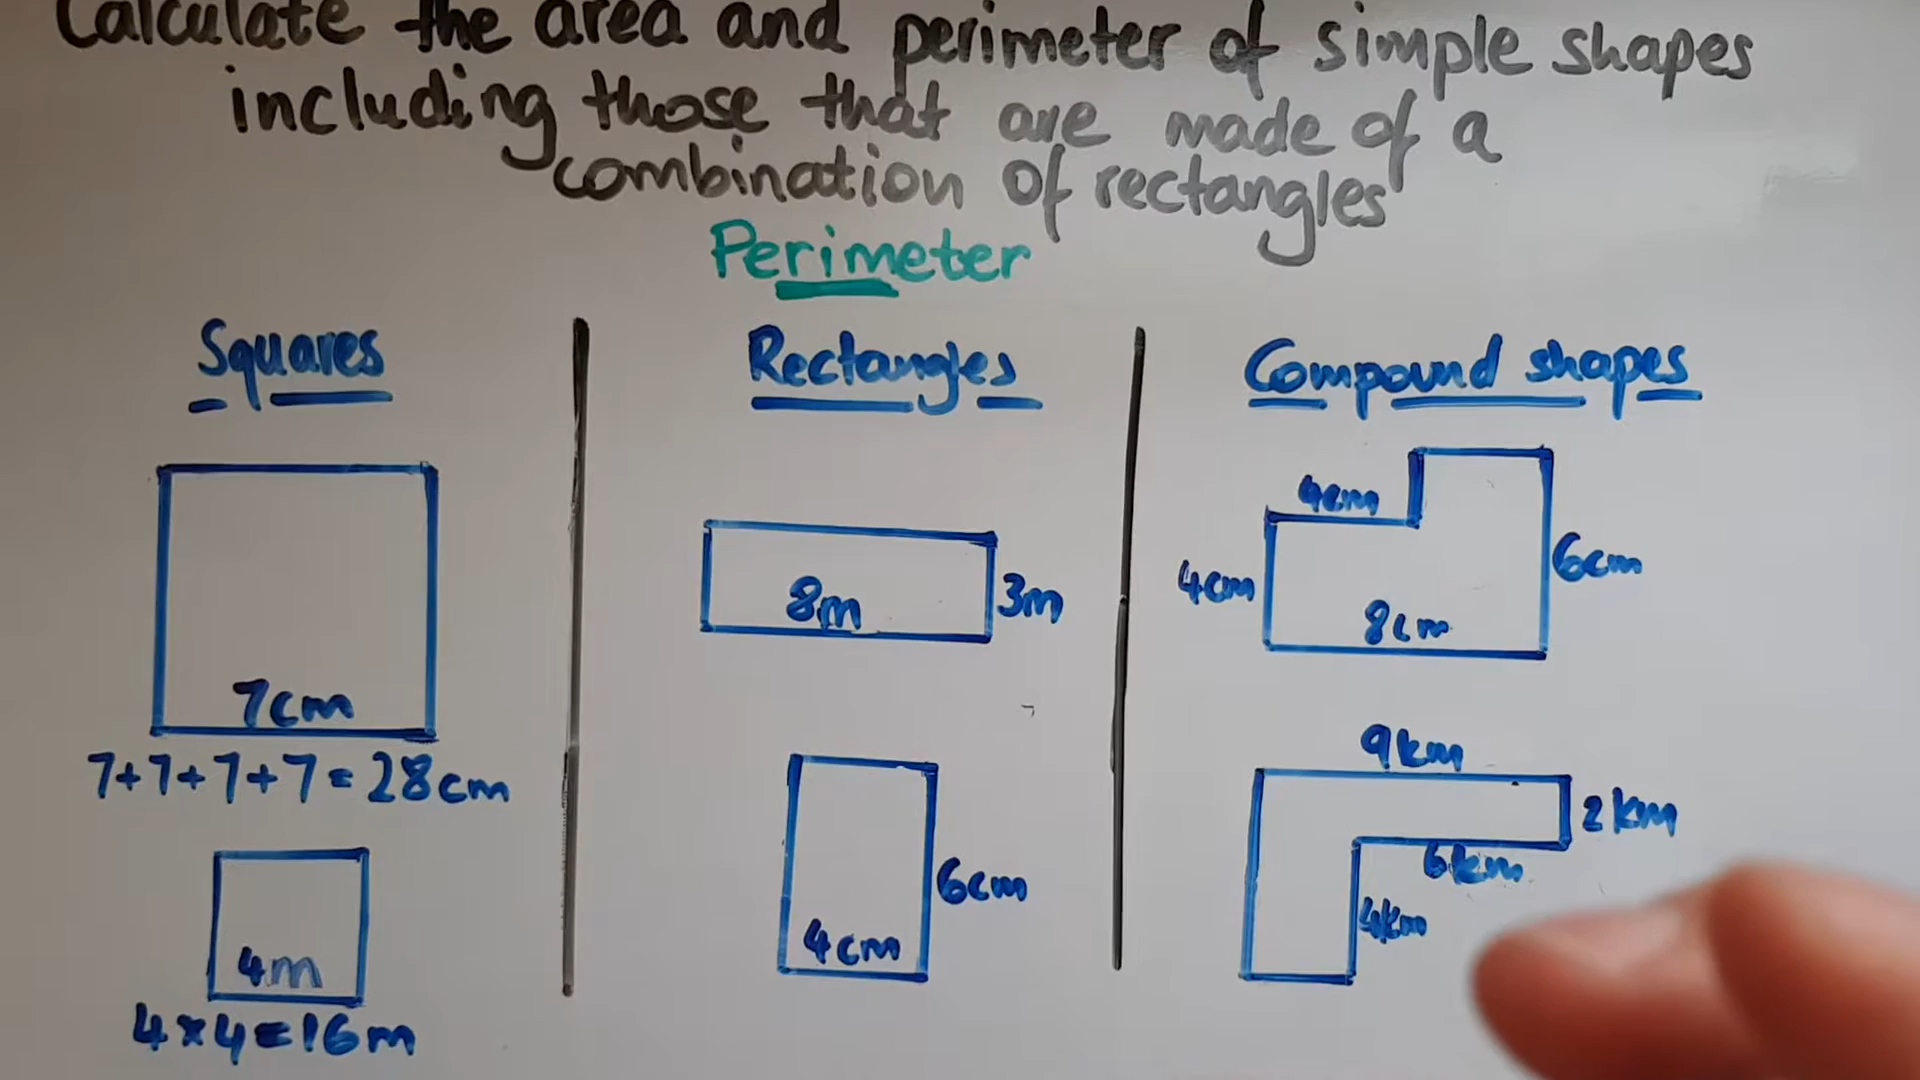 Calculate the area and perimeter of simple shapes
including those that are made of a
combination of rectangles
Perimeter
Squares
7cm
7+7+7+7=28cm
4m
4×4=16m
Rectangles
8m
3m
6cm
4cm
Compound shapes
4cm
4cm
6cm
8cm
9km
2km
6km
4km